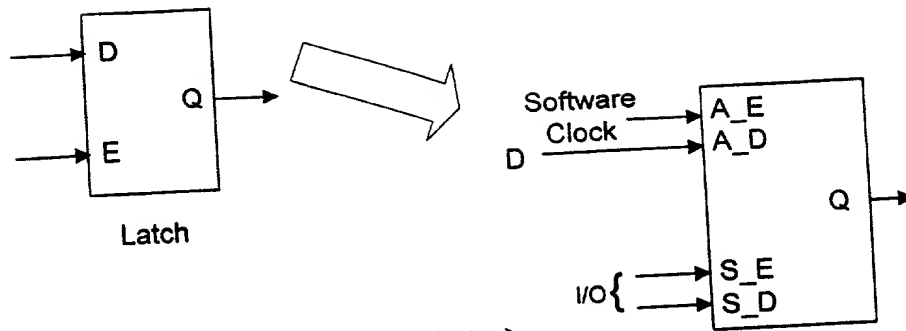 D
Q
E
Latch
Software
Clock
D
A_E
A_D
Q
I/O {
S_E
S_D